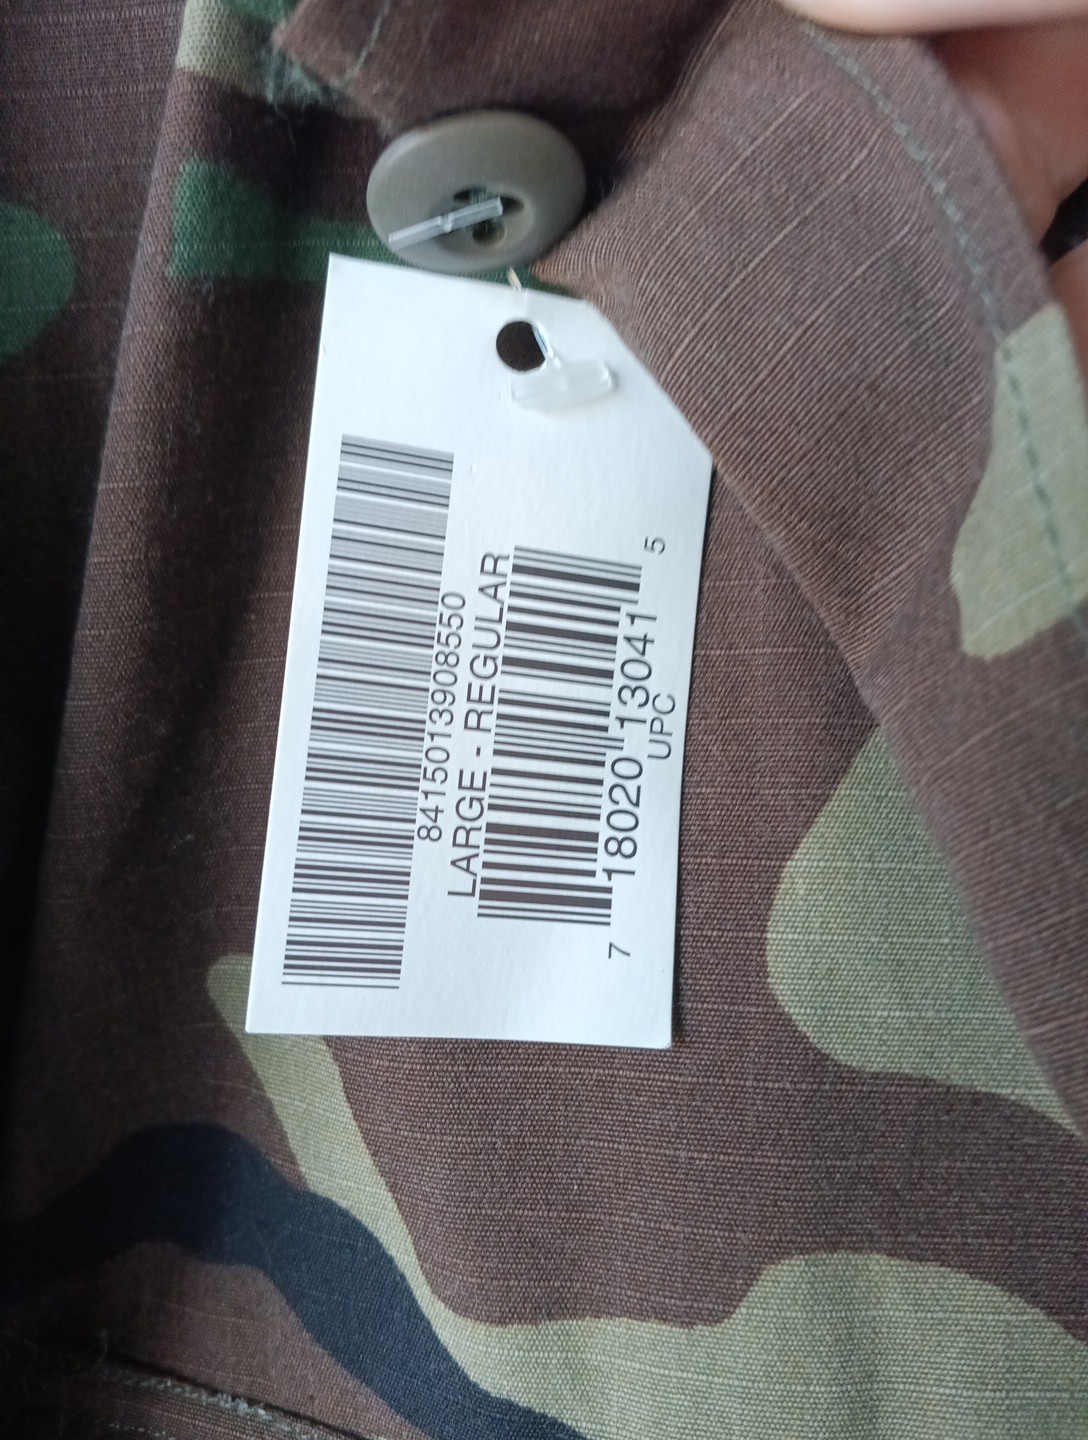 8415013908550
LARGE - REGULAR
7 18020 13041 5
UPC